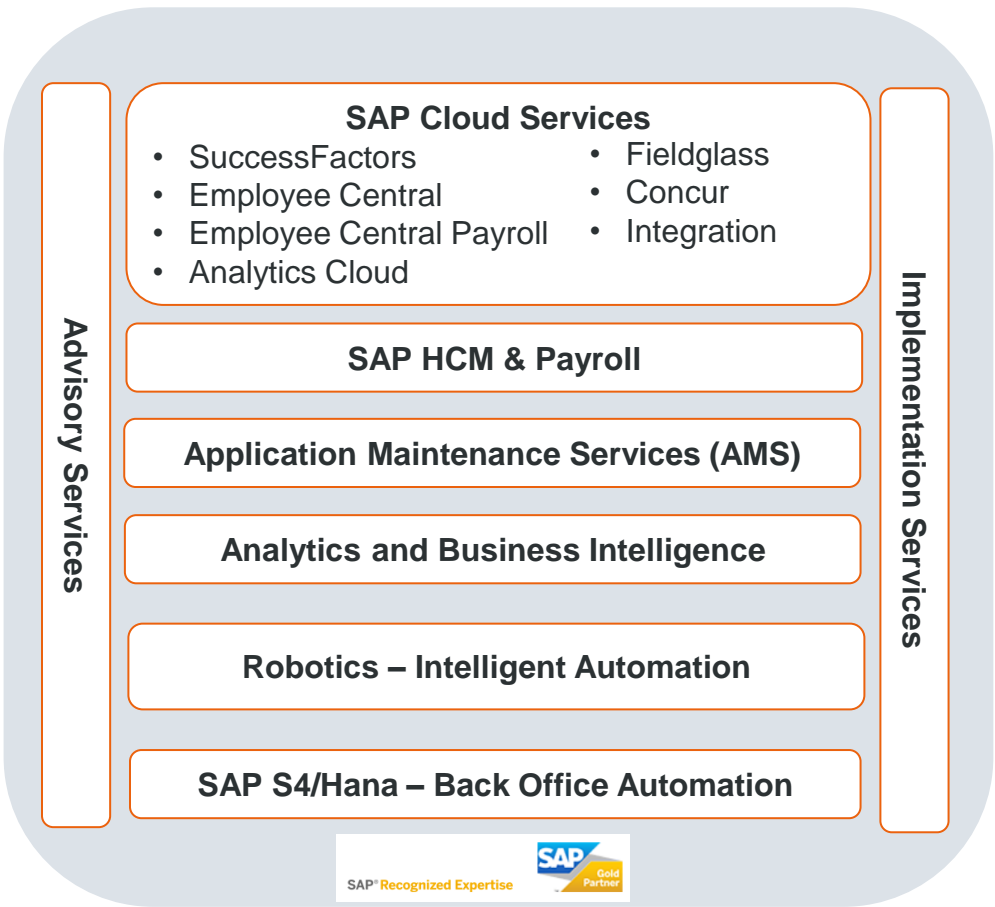 SAP Cloud Services
• SuccessFactors
• Employee Central
• Employee Central Payroll
• Analytics Cloud
• Fieldglass
• Concur
• Integration
Advisory Services
SAP HCM & Payroll
Application Maintenance Services (AMS)
Analytics and Business Intelligence
Robotics – Intelligent Automation
SAP S4/Hana – Back Office Automation
Implementation Services
SAP® Recognized Expertise
SAP
Gold
Partner